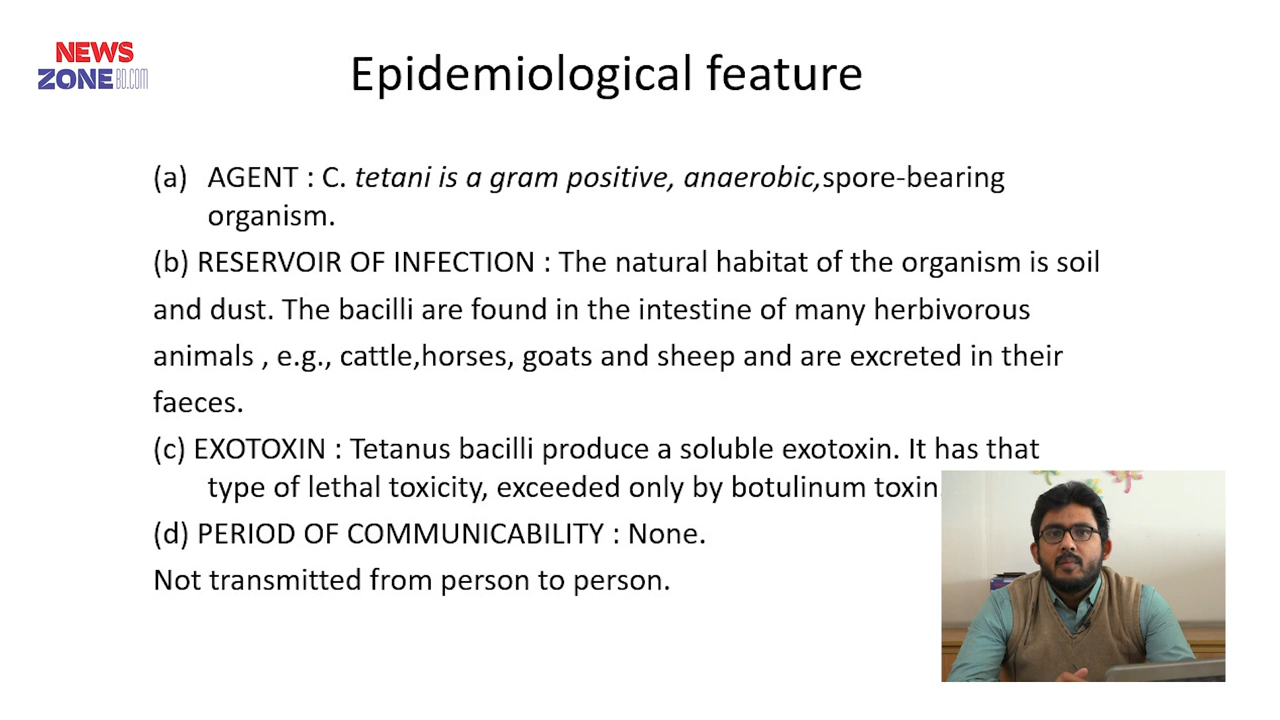 NEWS
ZONE BD.COM
Epidemiological feature
(a) AGENT : C. tetani is a gram positive, anaerobic,spore-bearing
organism.
(b) RESERVOIR OF INFECTION : The natural habitat of the organism is soil
and dust. The bacilli are found in the intestine of many herbivorous
animals , e.g., cattle,horses, goats and sheep and are excreted in their
faeces.
(c) EXOTOXIN : Tetanus bacilli produce a soluble exotoxin. It has that
type of lethal toxicity, exceeded only by botulinum toxin.
(d) PERIOD OF COMMUNICABILITY : None.
Not transmitted from person to person.